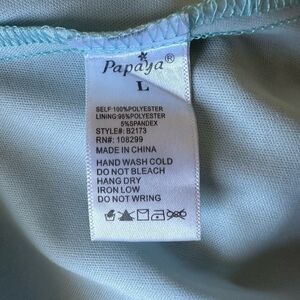 Papaya®
L
SELF:100%POLYESTER
LINING:95%POLYESTER
5%SPANDEX
STYLE#: B2173
RN#: 108299
MADE IN CHINA
HAND WASH COLD
DO NOT BLEACH
HANG DRY
IRON LOW
DO NOT WRING